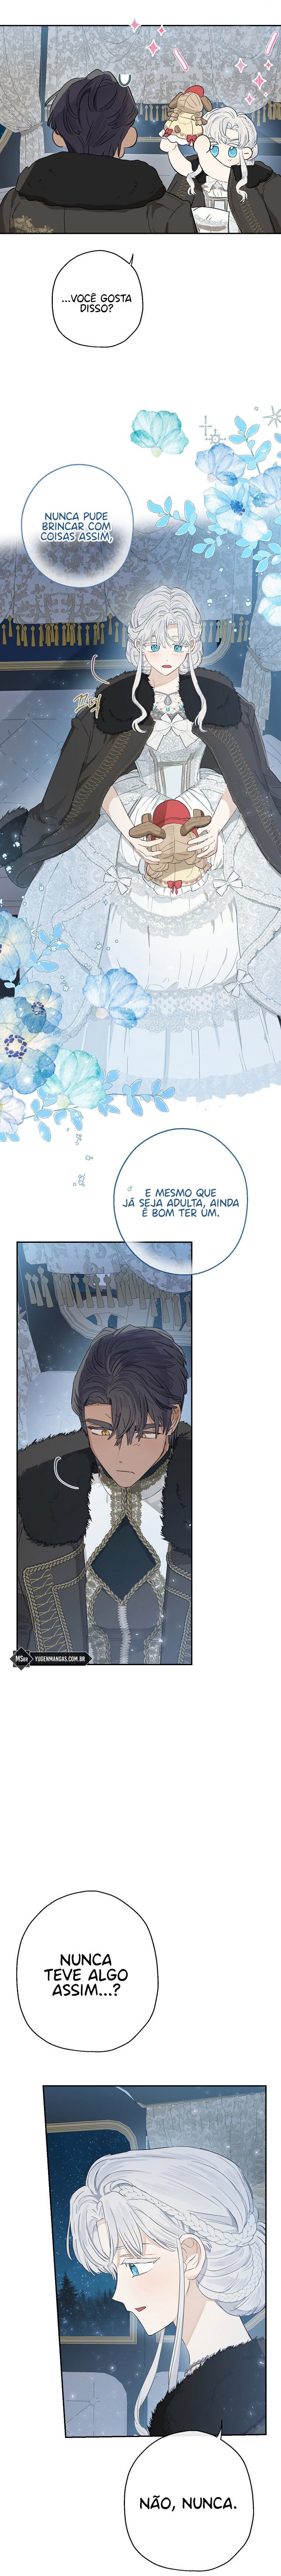 ...VOCÊ GOSTA
DISSO?
NUNCA PUDE
BRINCAR COM
COISAS ASSIM,
E MESMO QUE
JÁ SEJA ADULTA, AINDA
É BOM TER UM.
MSBR YUGENMANGAS.COM.BR
NUNCA
TEVE ALGO
ASSIM...?
NÃO, NUNCA.